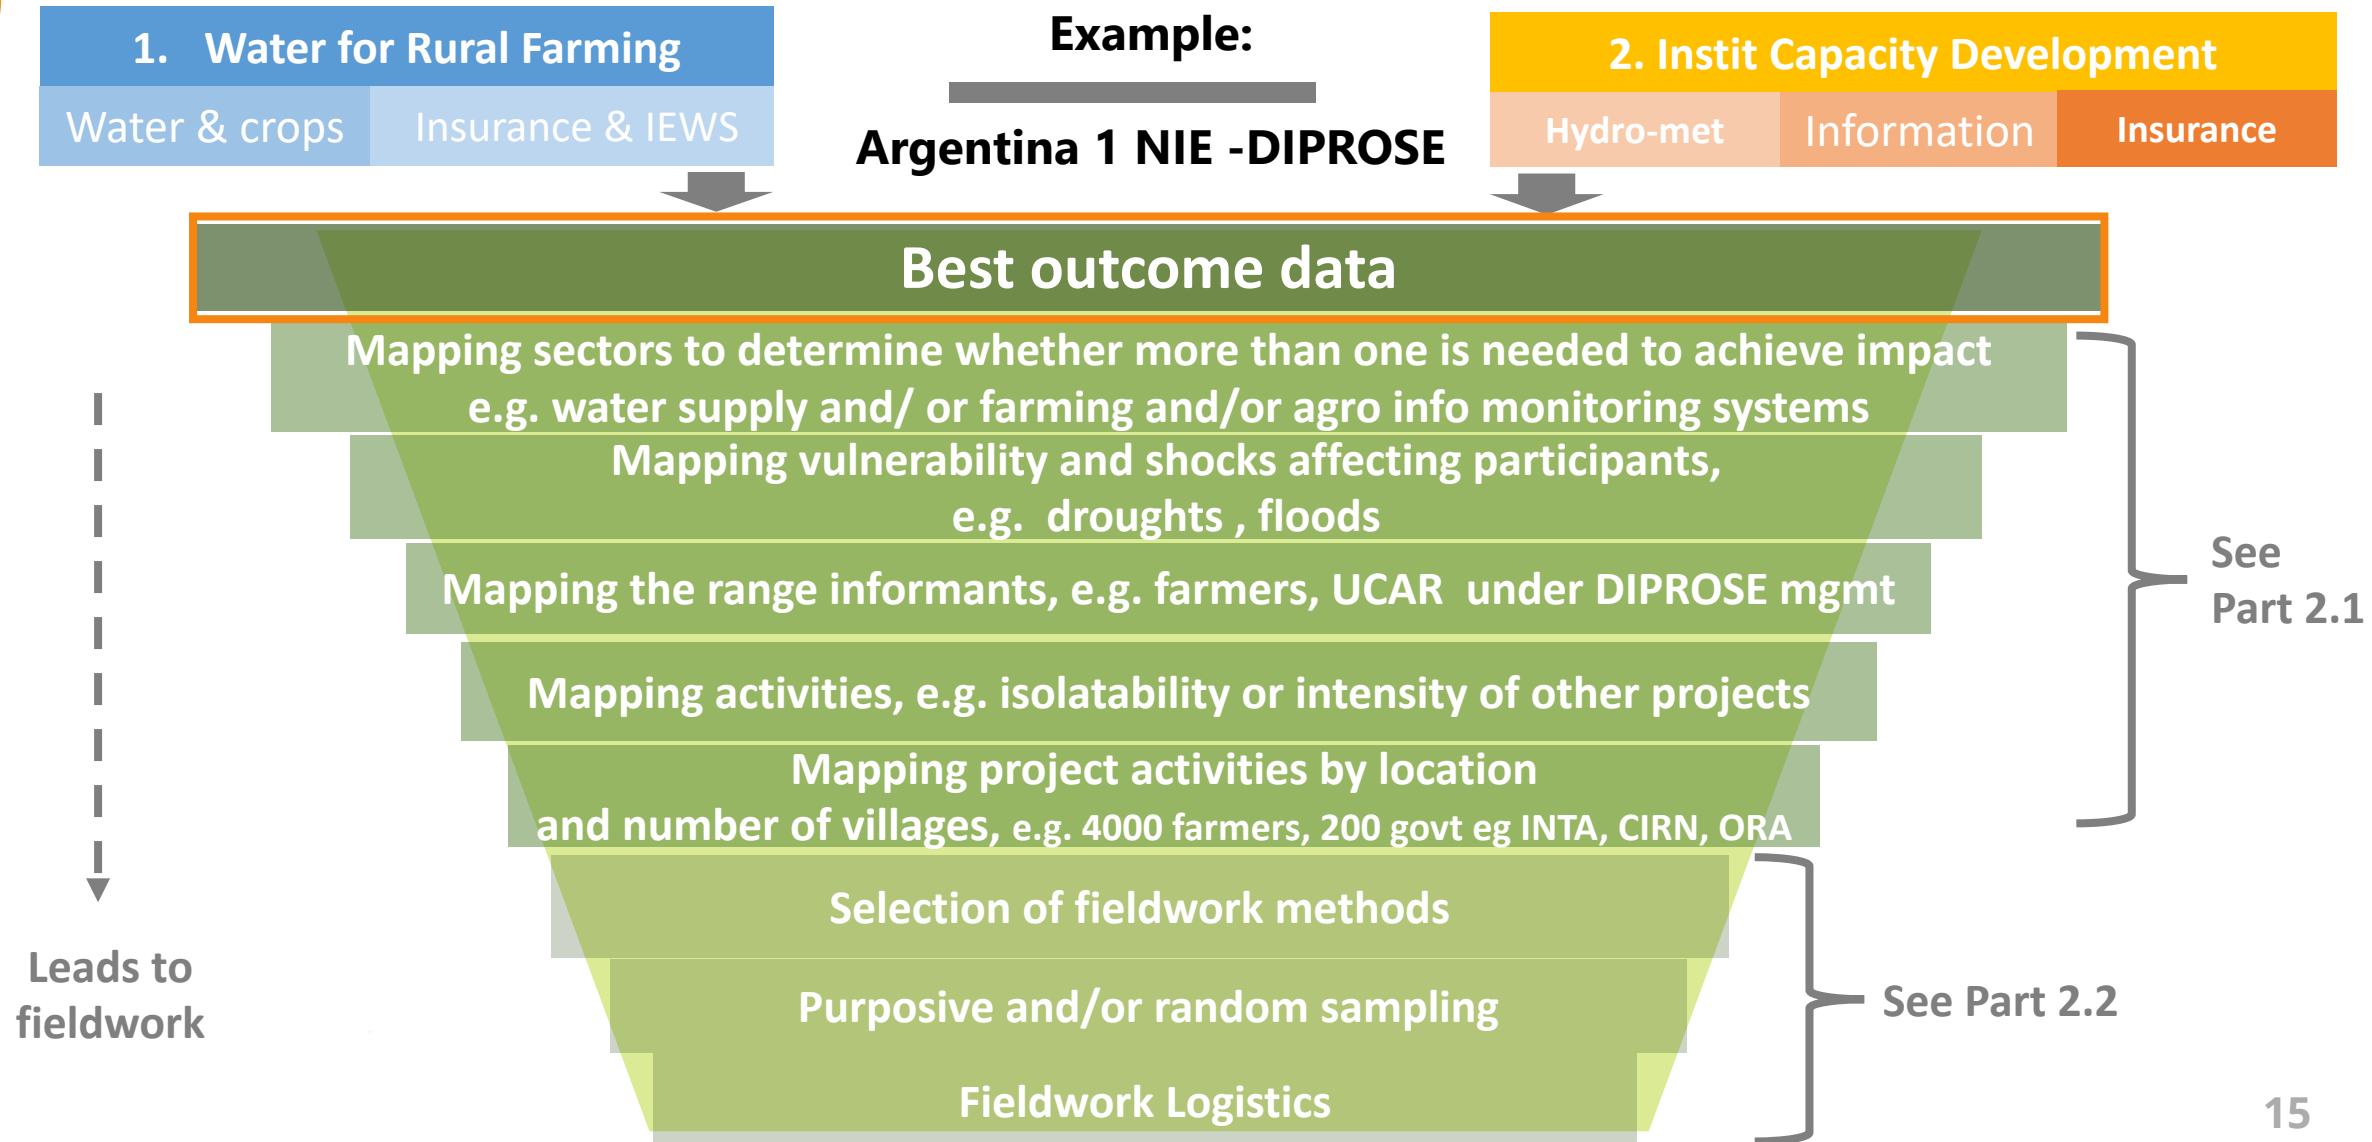 1. Water for Rural Farming
Water & crops
Insurance & IEWS
Example:
Argentina 1 NIE -DIPROSE
2. Instit Capacity Development
Hydro-met
Information
Insurance
Best outcome data
Mapping sectors to determine whether more than one is needed to achieve impact
e.g. water supply and/ or farming and/or agro info monitoring systems
Mapping vulnerability and shocks affecting participants,
e.g. droughts , floods
Mapping the range informants, e.g. farmers, UCAR under DIPROSE mgmt
Mapping activities, e.g. isolatability or intensity of other projects
Mapping project activities by location
and number of villages, e.g. 4000 farmers, 200 govt eg INTA, CIRN, ORA
See
Part 2.1
Selection of fieldwork methods
Purposive and/or random sampling
Fieldwork Logistics
See Part 2.2
Leads to
fieldwork
15